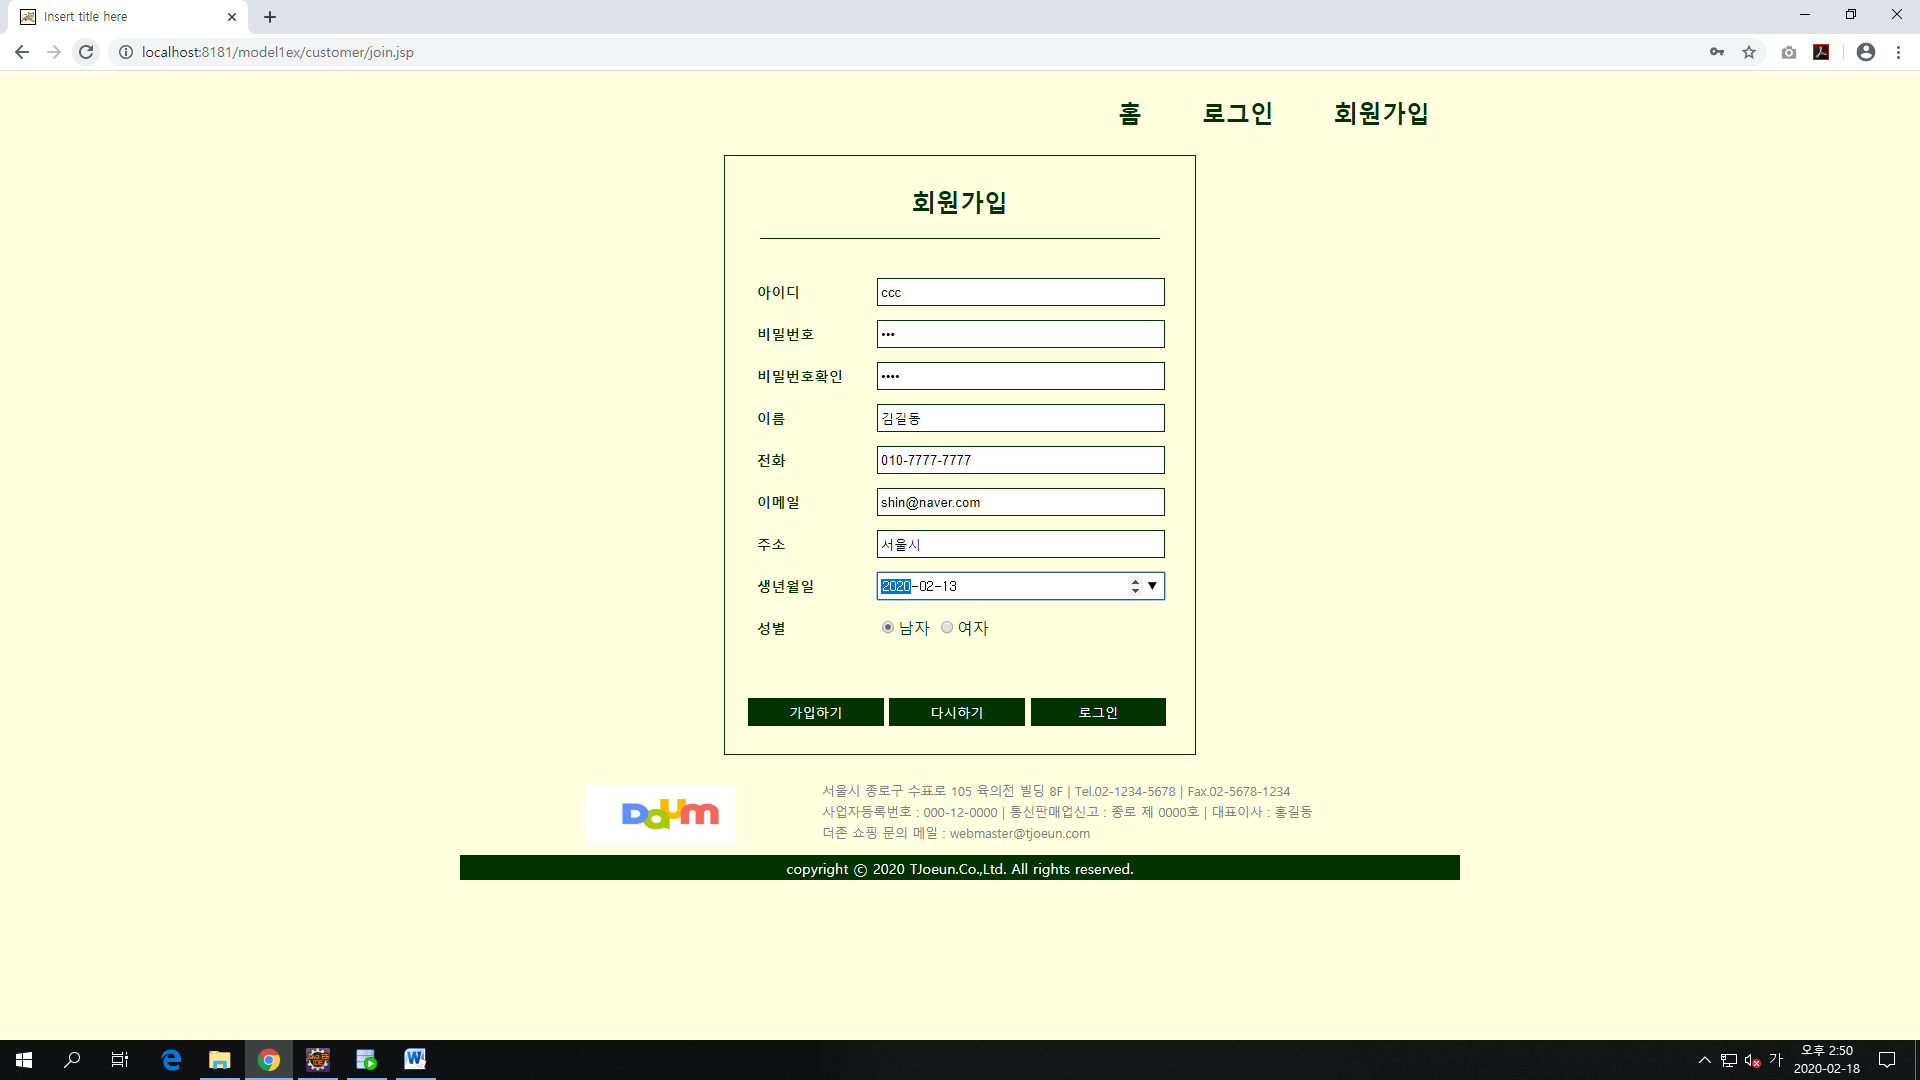 Insert title here
localhost:8181/model1ex/customer/join.jsp
홈 로그인 회원가입
회원가입
아이디 ccc
비밀번호 •••
비밀번호확인 ••••
이름 김길동
전화 010-7777-7777
이메일 shin@naver.com
주소 서울시
생년월일 2020-02-13
성별 남자 여자
가입하기 다시하기 로그인
Daum
서울시 종로구 수표로 105 육의전 빌딩 8F | Tel.02-1234-5678 | Fax.02-5678-1234
사업자등록번호 : 000-12-0000 | 통신판매업신고 : 종로 제 0000호 | 대표이사 : 홍길동
더존 쇼핑 문의 메일 : webmaster@tjoeun.com
copyright ⓒ 2020 TJoeun.Co.,Ltd. All rights reserved.
가 오후 2:50
2020-02-18